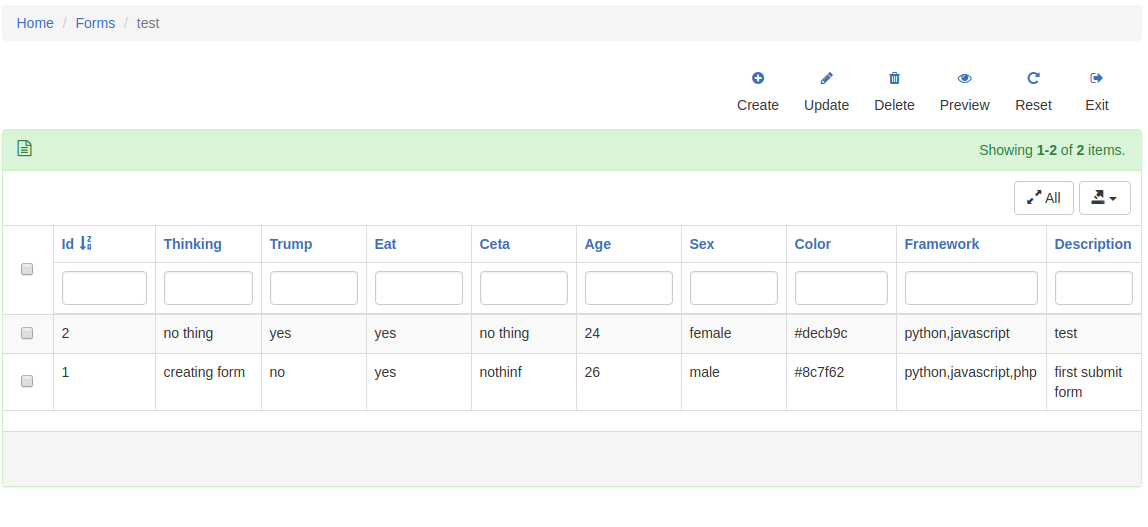 Home / Forms / test
Create Update Delete Preview Reset Exit
Showing 1-2 of 2 items.
All
Id Thinking Trump Eat Ceta Age Sex Color Framework Description
2 no thing yes yes no thing 24 female #decb9c python,javascript test
1 creating form no yes nothinf 26 male #8c7f62 python,javascript,php first submit
form